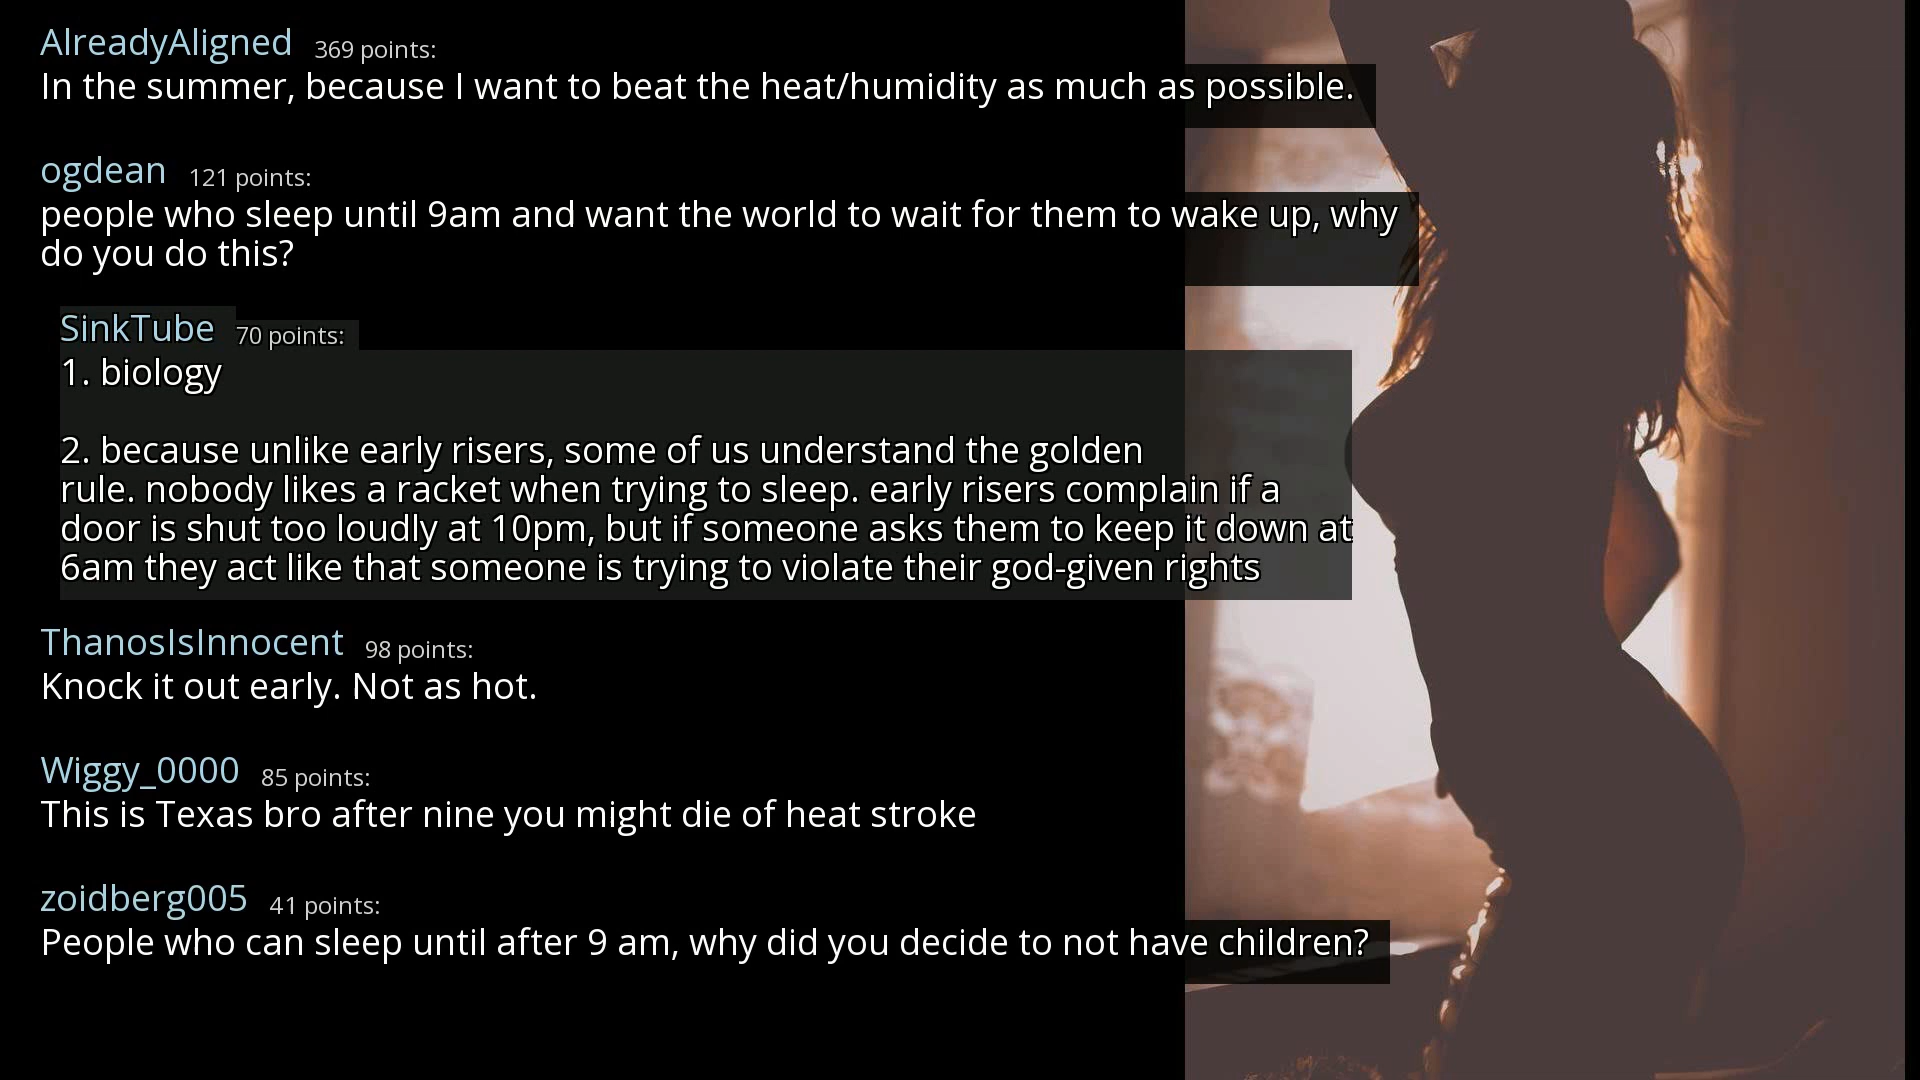 AlreadyAligned 369 points:
In the summer, because I want to beat the heat/humidity as much as possible.
ogdean 121 points:
people who sleep until 9am and want the world to wait for them to wake up, why
do you do this?
SinkTube 70 points:
1. biology
2. because unlike early risers, some of us understand the golden
rule. nobody likes a racket when trying to sleep. early risers complain if a
door is shut too loudly at 10pm, but if someone asks them to keep it down at
6am they act like that someone is trying to violate their god-given rights
ThanosIsInnocent 98 points:
Knock it out early. Not as hot.
Wiggy_0000 85 points:
This is Texas bro after nine you might die of heat stroke
zoidberg005 41 points:
People who can sleep until after 9 am, why did you decide to not have children?